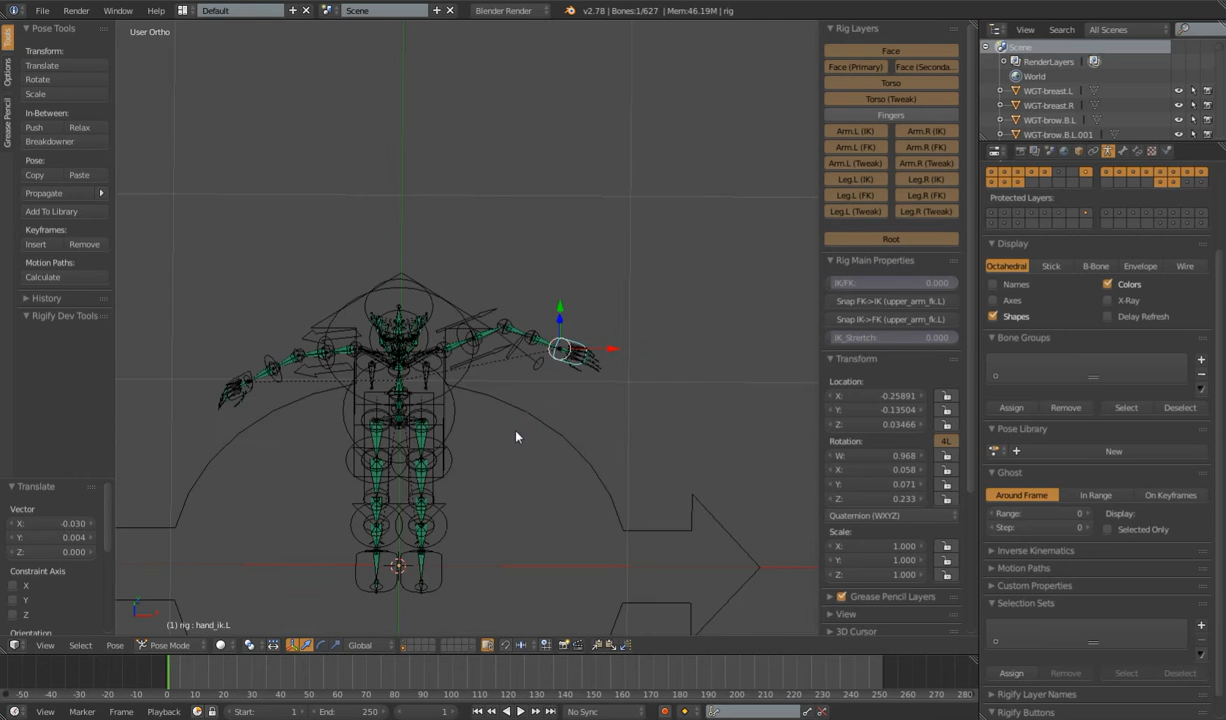 File Render Window Help Default Scene Blender Render v2.78 | Bones:1/627 | Mem:46.19M | rig
Tools
Options
Grease Pencil
Pose Tools
Transform:
Translate
Rotate
Scale
In-Between:
Push Relax
Breakdowner
Pose:
Copy Paste
Propagate
Add To Library
Keyframes:
Insert Remove
Motion Paths:
Calculate
History
Rigify Dev Tools
Translate
Vector
X: -0.030
Y: 0.004
Z: 0.000
Constraint Axis
X
Y
Z
Orientation
User Ortho
(1) rig : hand_ik.L
Rig Layers
Face
Face (Primary) Face (Seconda...
Torso
Torso (Tweak)
Fingers
Arm.L (IK) Arm.R (IK)
Arm.L (FK) Arm.R (FK)
Arm.L (Tweak) Arm.R (Tweak)
Leg.L (IK) Leg.R (IK)
Leg.L (FK) Leg.R (FK)
Leg.L (Tweak) Leg.R (Tweak)
Root
Rig Main Properties
IK/FK: 0.000
Snap FK->IK (upper_arm_fk.L)
Snap IK->FK (upper_arm_fk.L)
IK_Stretch: 0.000
Transform
Location:
X: -0.25891
Y: -0.13504
Z: 0.03466
Rotation: 4L
W: 0.968
X: 0.058
Y: 0.071
Z: 0.233
Quaternion (WXYZ)
Scale:
X: 1.000
Y: 1.000
Z: 1.000
Grease Pencil Layers
View
3D Cursor
View Search All Scenes
Scene
RenderLayers
World
WGT-breast.L
WGT-breast.R
WGT-brow.B.L
WGT-brow.B.L.001
Protected Layers:
Display
Octahedral Stick B-Bone Envelope Wire
Names Colors
Axes X-Ray
Shapes Delay Refresh
Bone Groups
Assign Remove Select Deselect
Pose Library
New
Ghost
Around Frame In Range On Keyframes
Range: 0 Display:
Step: 0 Selected Only
Inverse Kinematics
Motion Paths
Custom Properties
Selection Sets
Assign Remove Select Deselect
Rigify Layer Names
Rigify Buttons
View Select Pose Pose Mode Global
-50 -40 -30 -20 -10 0 10 20 30 40 50 60 70 80 90 100 110 120 130 140 150 160 170 180 190 200 210 220 230 240 250 260 270 280
View Marker Frame Playback Start: 1 End: 250 1 No Sync